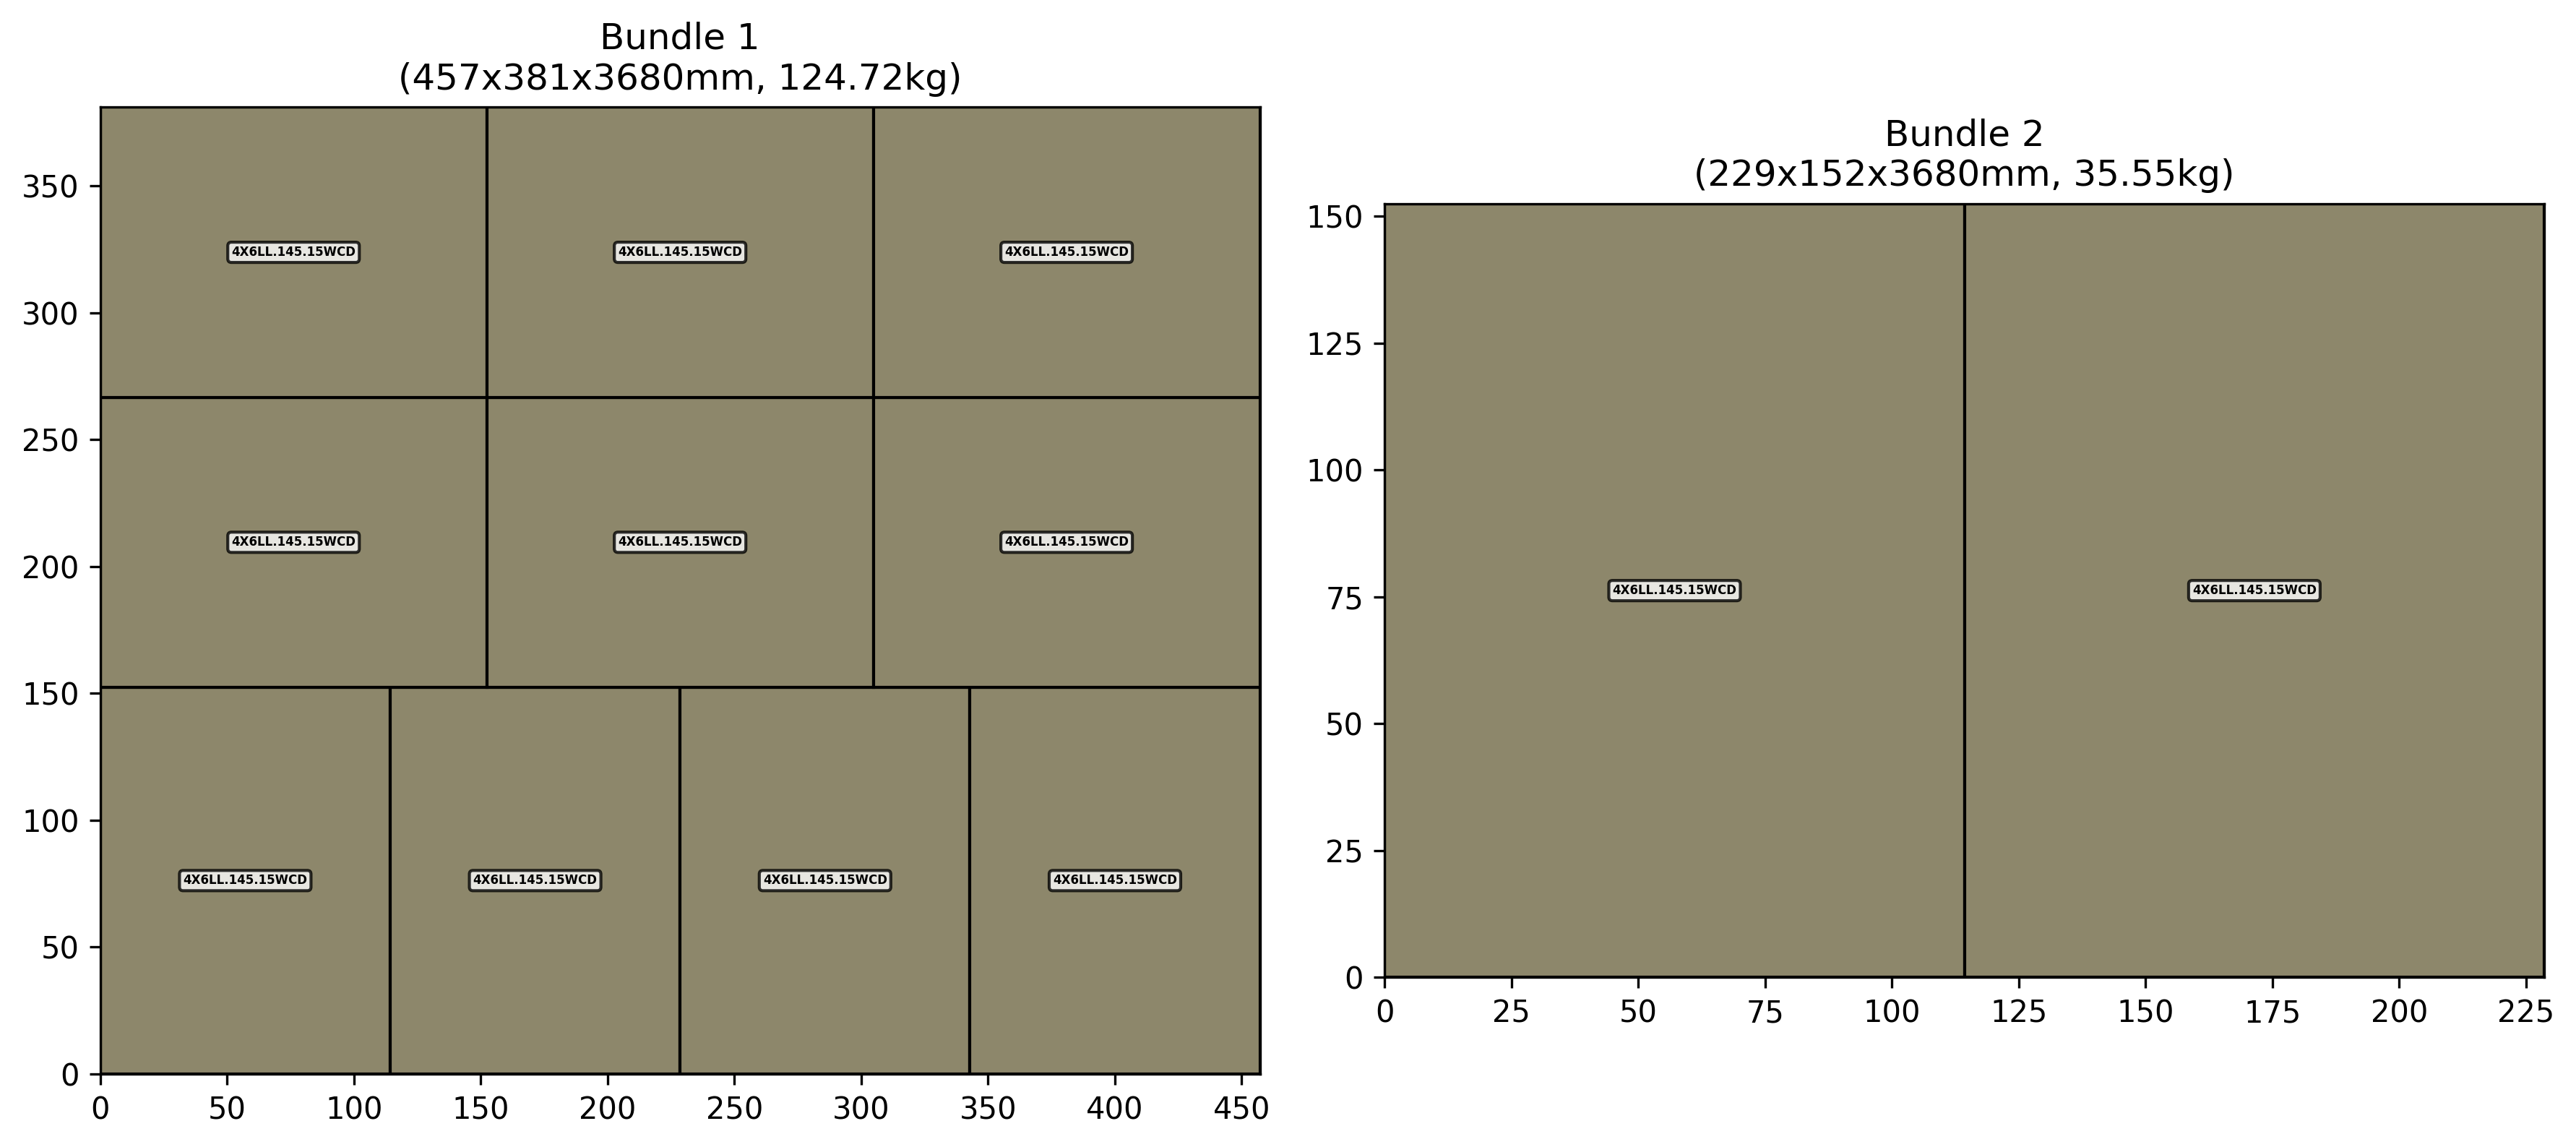 Bundle 1
(457x381x3680mm, 124.72kg)
350
300
250
200
150
100
50
0
4X6LL.145.15WCD 4X6LL.145.15WCD 4X6LL.145.15WCD
4X6LL.145.15WCD 4X6LL.145.15WCD 4X6LL.145.15WCD
4X6LL.145.15WCD 4X6LL.145.15WCD 4X6LL.145.15WCD 4X6LL.145.15WCD
0 50 100 150 200 250 300 350 400 450
Bundle 2
(229x152x3680mm, 35.55kg)
150
125
100
75
50
25
0
4X6LL.145.15WCD 4X6LL.145.15WCD
0 25 50 75 100 125 150 175 200 225